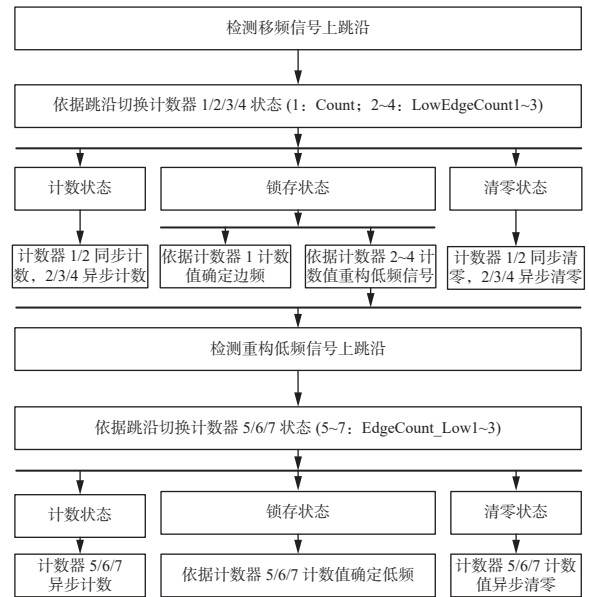 检测移频信号上跳沿
依据跳沿切换计数器 1/2/3/4 状态 (1：Count；2~4：LowEdgeCount1~3)
计数状态
锁存状态
清零状态
计数器 1/2 同步计
数，2/3/4 异步计数
依据计数器 1 计数
值确定边频
依据计数器 2~4 计
数值重构低频信号
计数器 1/2 同步清
零，2/3/4 异步清零
检测重构低频信号上跳沿
依据跳沿切换计数器 5/6/7 状态 (5~7：EdgeCount_Low1~3)
计数状态
锁存状态
清零状态
计数器 5/6/7
异步计数
依据计数器 5/6/7 计数值确定低频
计数器 5/6/7 计数
值异步清零